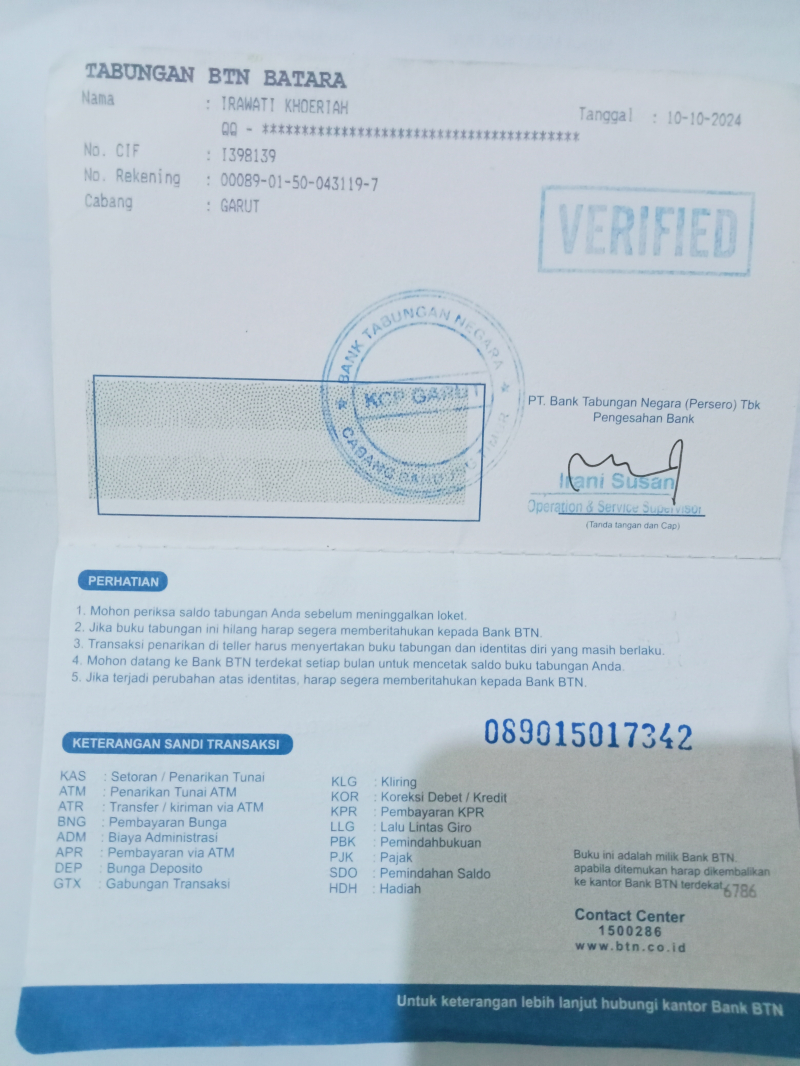 TABUNGAN BTN BATARA
Nama : IRAWATI KHOERIAH
Tanggal : 10-10-2024
QQ - ****************************************
No. CIF : I398139
No. Rekening : 00089-01-50-043119-7
Cabang : GARUT
VERIFIED
BANK TABUNGAN NEGARA
KCP GARUT
CABANG
PT. Bank Tabungan Negara (Persero) Tbk
Pengesahan Bank
Irani Susan
Operation & Service Supervisor
(Tanda tangan dan Cap)
PERHATIAN
1. Mohon periksa saldo tabungan Anda sebelum meninggalkan loket.
2. Jika buku tabungan ini hilang harap segera memberitahukan kepada Bank BTN.
3. Transaksi penarikan di teller harus menyertakan buku tabungan dan identitas diri yang masih berlaku.
4. Mohon datang ke Bank BTN terdekat setiap bulan untuk mencetak saldo buku tabungan Anda.
5. Jika terjadi perubahan atas identitas, harap segera memberitahukan kepada Bank BTN.
089015017342
KETERANGAN SANDI TRANSAKSI
KAS : Setoran / Penarikan Tunai
ATM : Penarikan Tunai ATM
ATR : Transfer / kiriman via ATM
BNG : Pembayaran Bunga
ADM : Biaya Administrasi
APR : Pembayaran via ATM
DEP : Bunga Deposito
GTX : Gabungan Transaksi
KLG : Kliring
KOR : Koreksi Debet / Kredit
KPR : Pembayaran KPR
LLG : Lalu Lintas Giro
PBK : Pemindahbukuan
PJK : Pajak
SDO : Pemindahan Saldo
HDH : Hadiah
Buku ini adalah milik Bank BTN.
apabila ditemukan harap dikembalikan
ke kantor Bank BTN terdekat.
6786
Contact Center
1500286
www.btn.co.id
Untuk keterangan lebih lanjut hubungi kantor Bank BTN